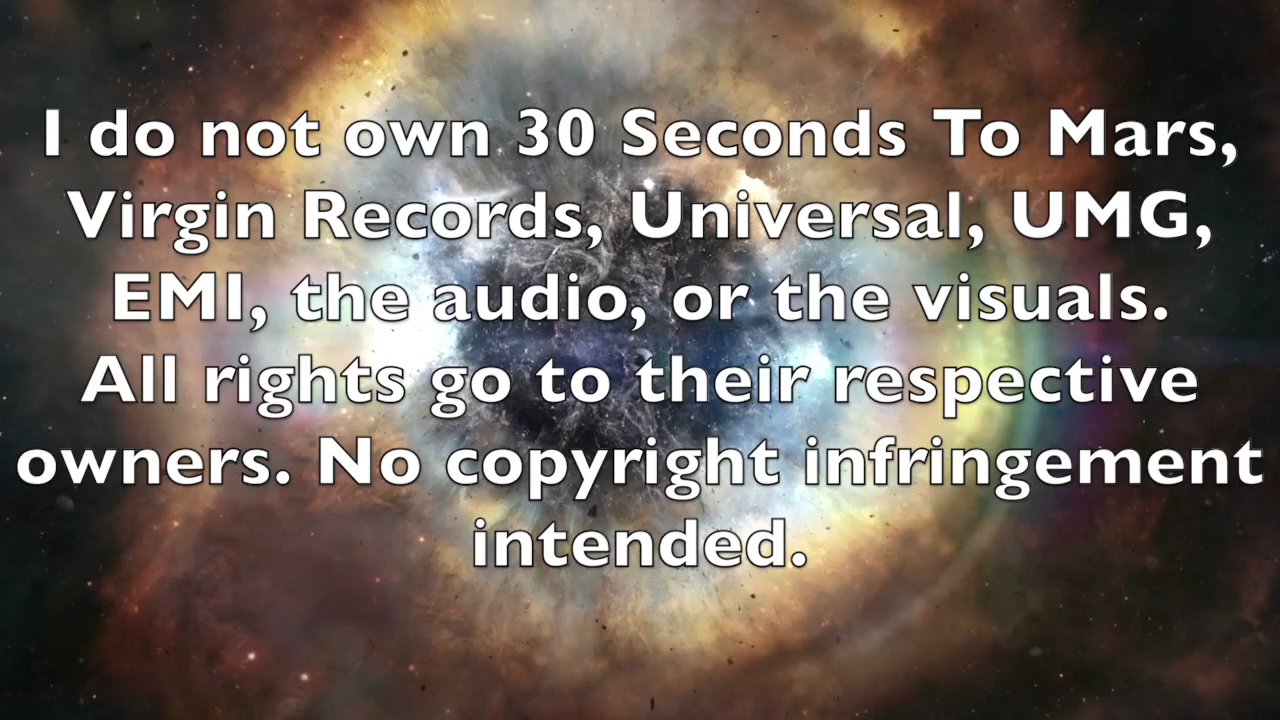 I do not own 30 Seconds To Mars,
Virgin Records, Universal, UMG,
EMI, the audio, or the visuals.
All rights go to their respective
owners. No copyright infringement
intended.